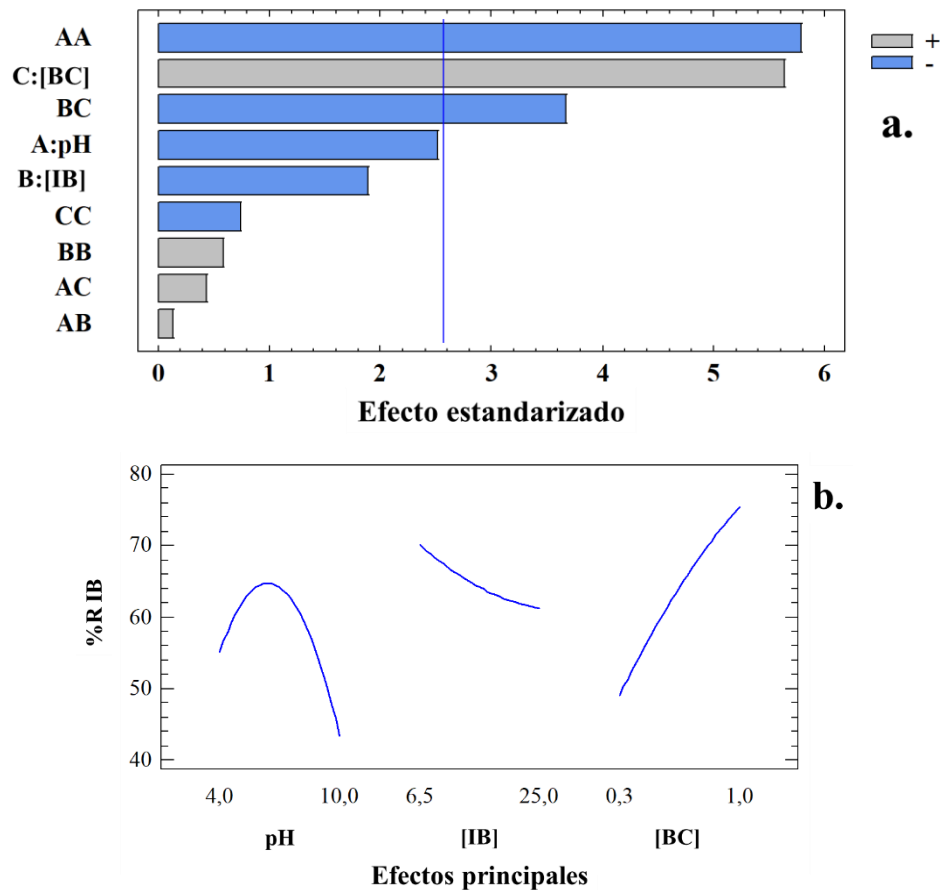 AA
+
C:[BC]
-
BC
a.
A:pH
B:[IB]
CC
BB
AC
AB
0 1 2 3 4 5 6
Efecto estandarizado
b.
80
70
%R IB
60
50
40
4,0 10,0 6,5 25,0 0,3 1,0
pH [IB] [BC]
Efectos principales